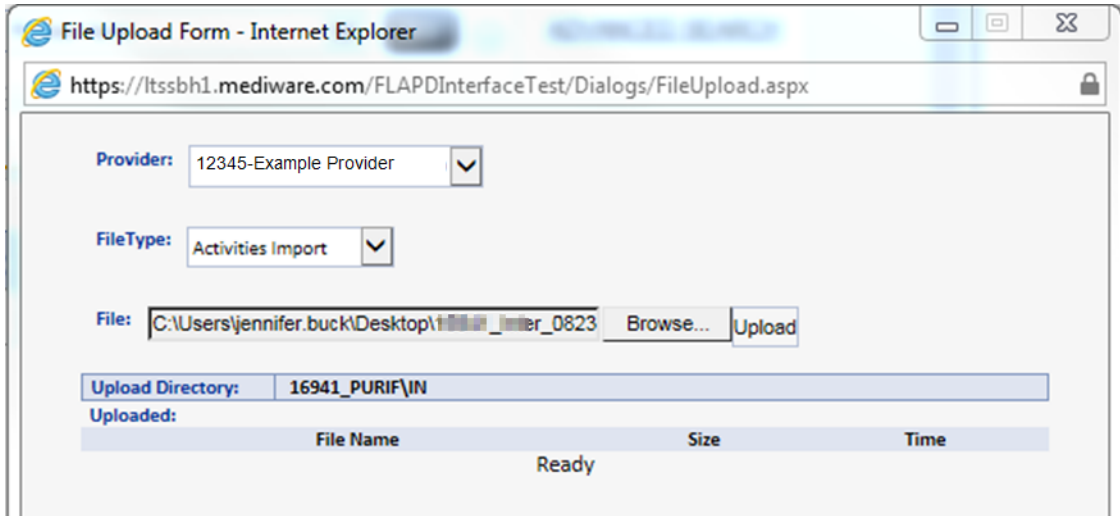 File Upload Form - Internet Explorer
https://ltssbh1.mediware.com/FLAPDInterfaceTest/Dialogs/FileUpload.aspx
Provider: 12345-Example Provider
FileType: Activities Import
File: C:\Users\jennifer.buck\Desktop\ _0823 Browse... Upload
Upload Directory: 16941_PURIF\IN
Uploaded:
File Name Size Time
Ready